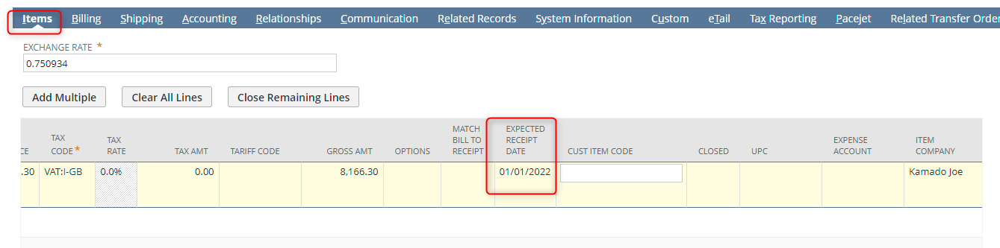 Items Billing Shipping Accounting Relationships Communication Related Records System Information Custom eTail Tax Reporting Pacejet Related Transfer Order
EXCHANGE RATE *
0.750934
Add Multiple Clear All Lines Close Remaining Lines
CE
TAX
CODE *
TAX
RATE
TAX AMT
TARIFF CODE
GROSS AMT
OPTIONS
MATCH
BILL TO
RECEIPT
EXPECTED
RECEIPT
DATE
CUST ITEM CODE
CLOSED
UPC
EXPENSE
ACCOUNT
ITEM
COMPANY
.30 VAT:I-GB 0.0% 0.00 8,166.30 01/01/2022 Kamado Joe